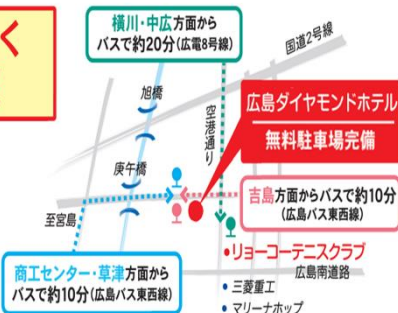 く
横川・中広方面から
バスで約20分(広電8号線)
国道2号線
旭橋
空港通り
広島ダイヤモンドホテル
無料駐車場完備
庚午橋
至宮島
吉島方面からバスで約10分
(広島バス東西線)
・リョーコーテニスクラブ
広島南道路
商工センター・草津方面から
バスで約10分(広島バス東西線)
・三菱重工
・マリーナホップ